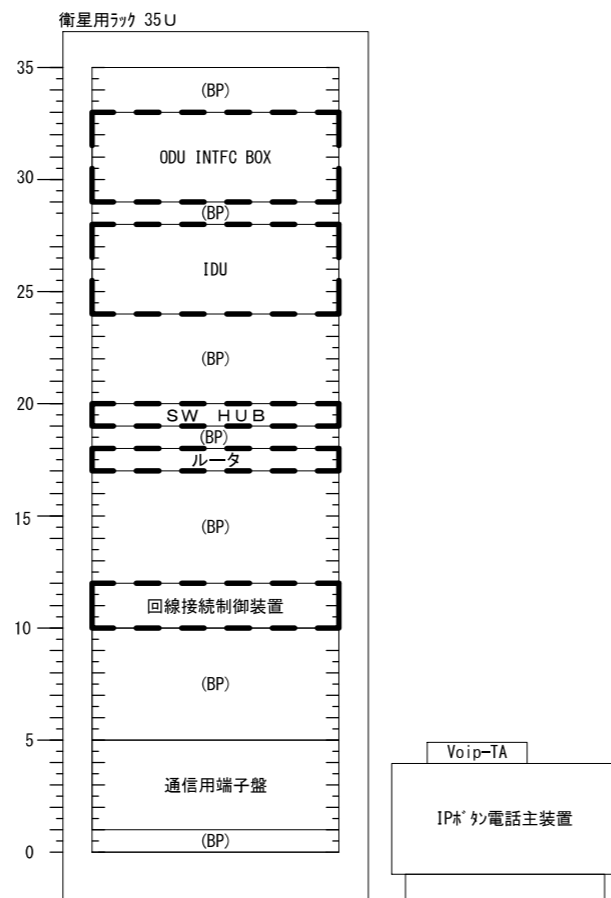 衛星用ﾗｯｸ 35U
35
(BP)
ODU INTFC BOX
30
(BP)
IDU
25
(BP)
20
ＳＷ　ＨＵＢ
(BP)
ルータ
15
(BP)
回線接続制御装置
10
(BP)
5
Voip-TA
通信用端子盤
IPﾎﾞﾀﾝ電話主装置
(BP)
0